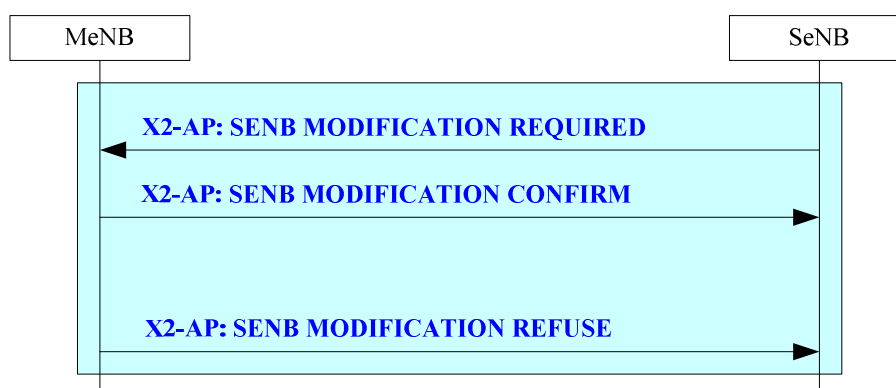 MeNB
SeNB
X2-AP: SENB MODIFICATION REQUIRED
X2-AP: SENB MODIFICATION CONFIRM
X2-AP: SENB MODIFICATION REFUSE